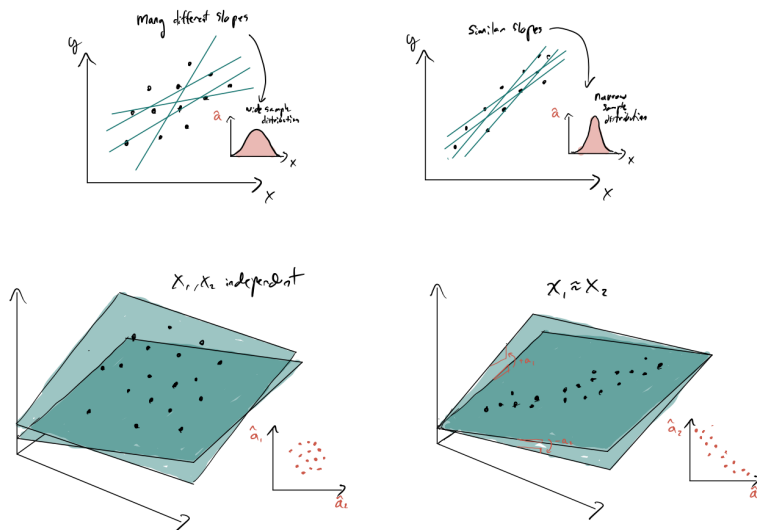 Many different slopes
y
wide sample
distribution
â
x
x
Similar slopes
y
narrow
sample
distribution
â
x
x
X₁, X₂ independent
â₁
â₂
x₁ ≈ x₂
â₂